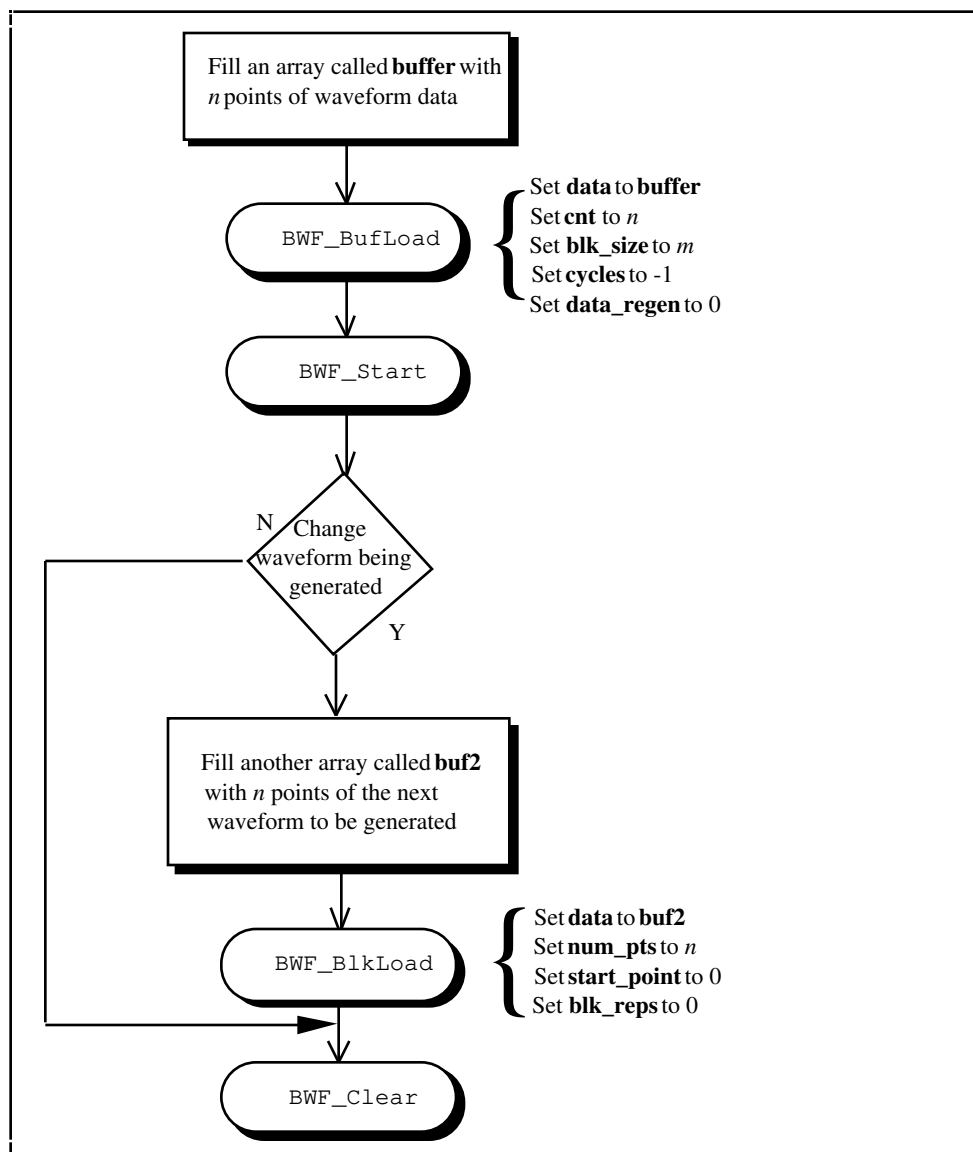 Fill an array called buffer with
n points of waveform data
BWF_BufLoad
Set data to buffer
Set cnt to n
Set blk_size to m
Set cycles to -1
Set data_regen to 0
BWF_Start
N
Change
waveform being
generated
Y
Fill another array called buf2
with n points of the next
waveform to be generated
BWF_BlkLoad
Set data to buf2
Set num_pts to n
Set start_point to 0
Set blk_reps to 0
BWF_Clear